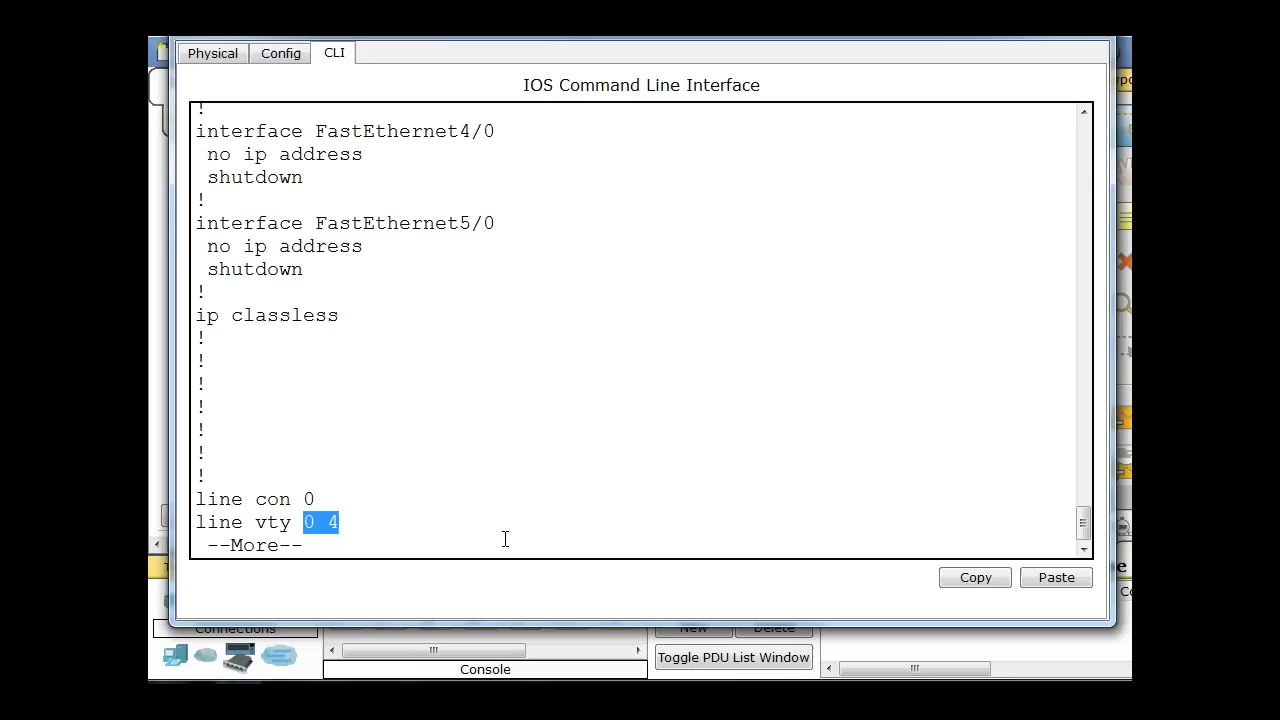 Physical
Config
CLI
IOS Command Line Interface
!
interface FastEthernet4/0
 no ip address
 shutdown
!
interface FastEthernet5/0
 no ip address
 shutdown
!
ip classless
!
!
!
!
!
!
!
line con 0
line vty 0 4
 --More--
Copy
Paste
Connections
New
Delete
Toggle PDU List Window
Console